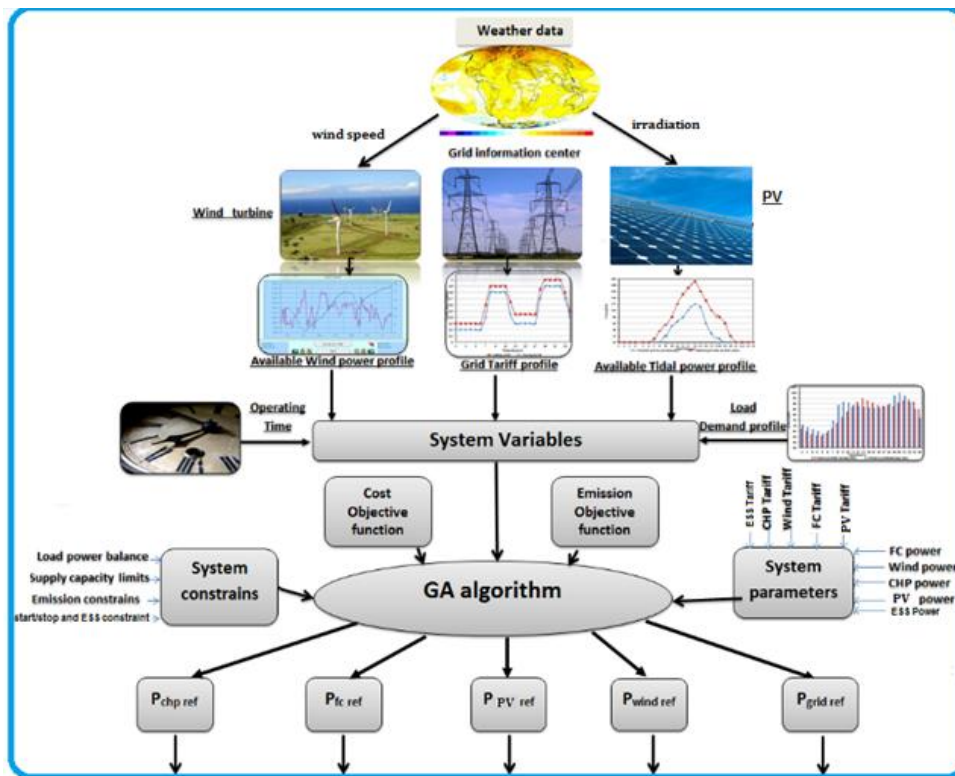 Weather data
wind speed
irradiation
Grid information center
Wind turbine
PV
Available Wind power profile
Grid Tariff profile
Available Tidal power profile
Operating
Time
System Variables
Load
Demand profile
Cost
Objective
function
Emission
Objective
function
ESS Tariff
CHP Tariff
Wind Tariff
FC Tariff
PV Tariff
Load power balance
Supply capacity limits
Emission constrains
start/stop and ESS constraint
System
constrains
GA algorithm
System
parameters
FC power
Wind power
CHP power
PV power
ESS Power
Pchp ref
Pfc ref
P PV ref
Pwind ref
Pgrid ref